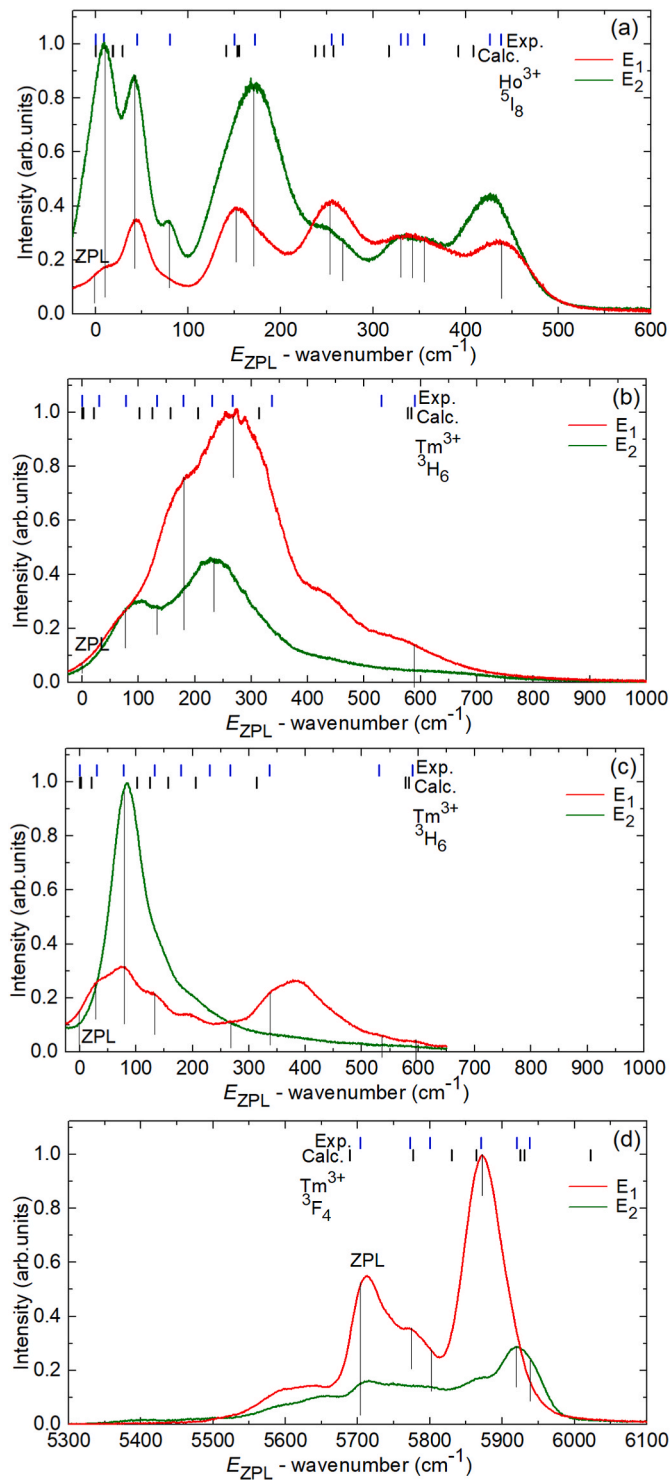 (a)
Exp.
Calc.
Ho3+
5I8
E1
E2
ZPL
Intensity (arb.units)
1.0
0.8
0.6
0.4
0.2
0.0
0 100 200 300 400 500 600
EZPL - wavenumber (cm-1)
(b)
Exp.
Calc.
Tm3+
3H6
E1
E2
ZPL
Intensity (arb.units)
1.0
0.8
0.6
0.4
0.2
0.0
0 100 200 300 400 500 600 700 800 900 1000
EZPL - wavenumber (cm-1)
(c)
Exp.
Calc.
Tm3+
3H6
E1
E2
ZPL
Intensity (arb.units)
1.0
0.8
0.6
0.4
0.2
0.0
0 100 200 300 400 500 600 700 800 900 1000
EZPL - wavenumber (cm-1)
(d)
Exp.
Calc.
Tm3+
3F4
E1
E2
ZPL
Intensity (arb.units)
1.0
0.8
0.6
0.4
0.2
0.0
5300 5400 5500 5600 5700 5800 5900 6000 6100
EZPL - wavenumber (cm-1)